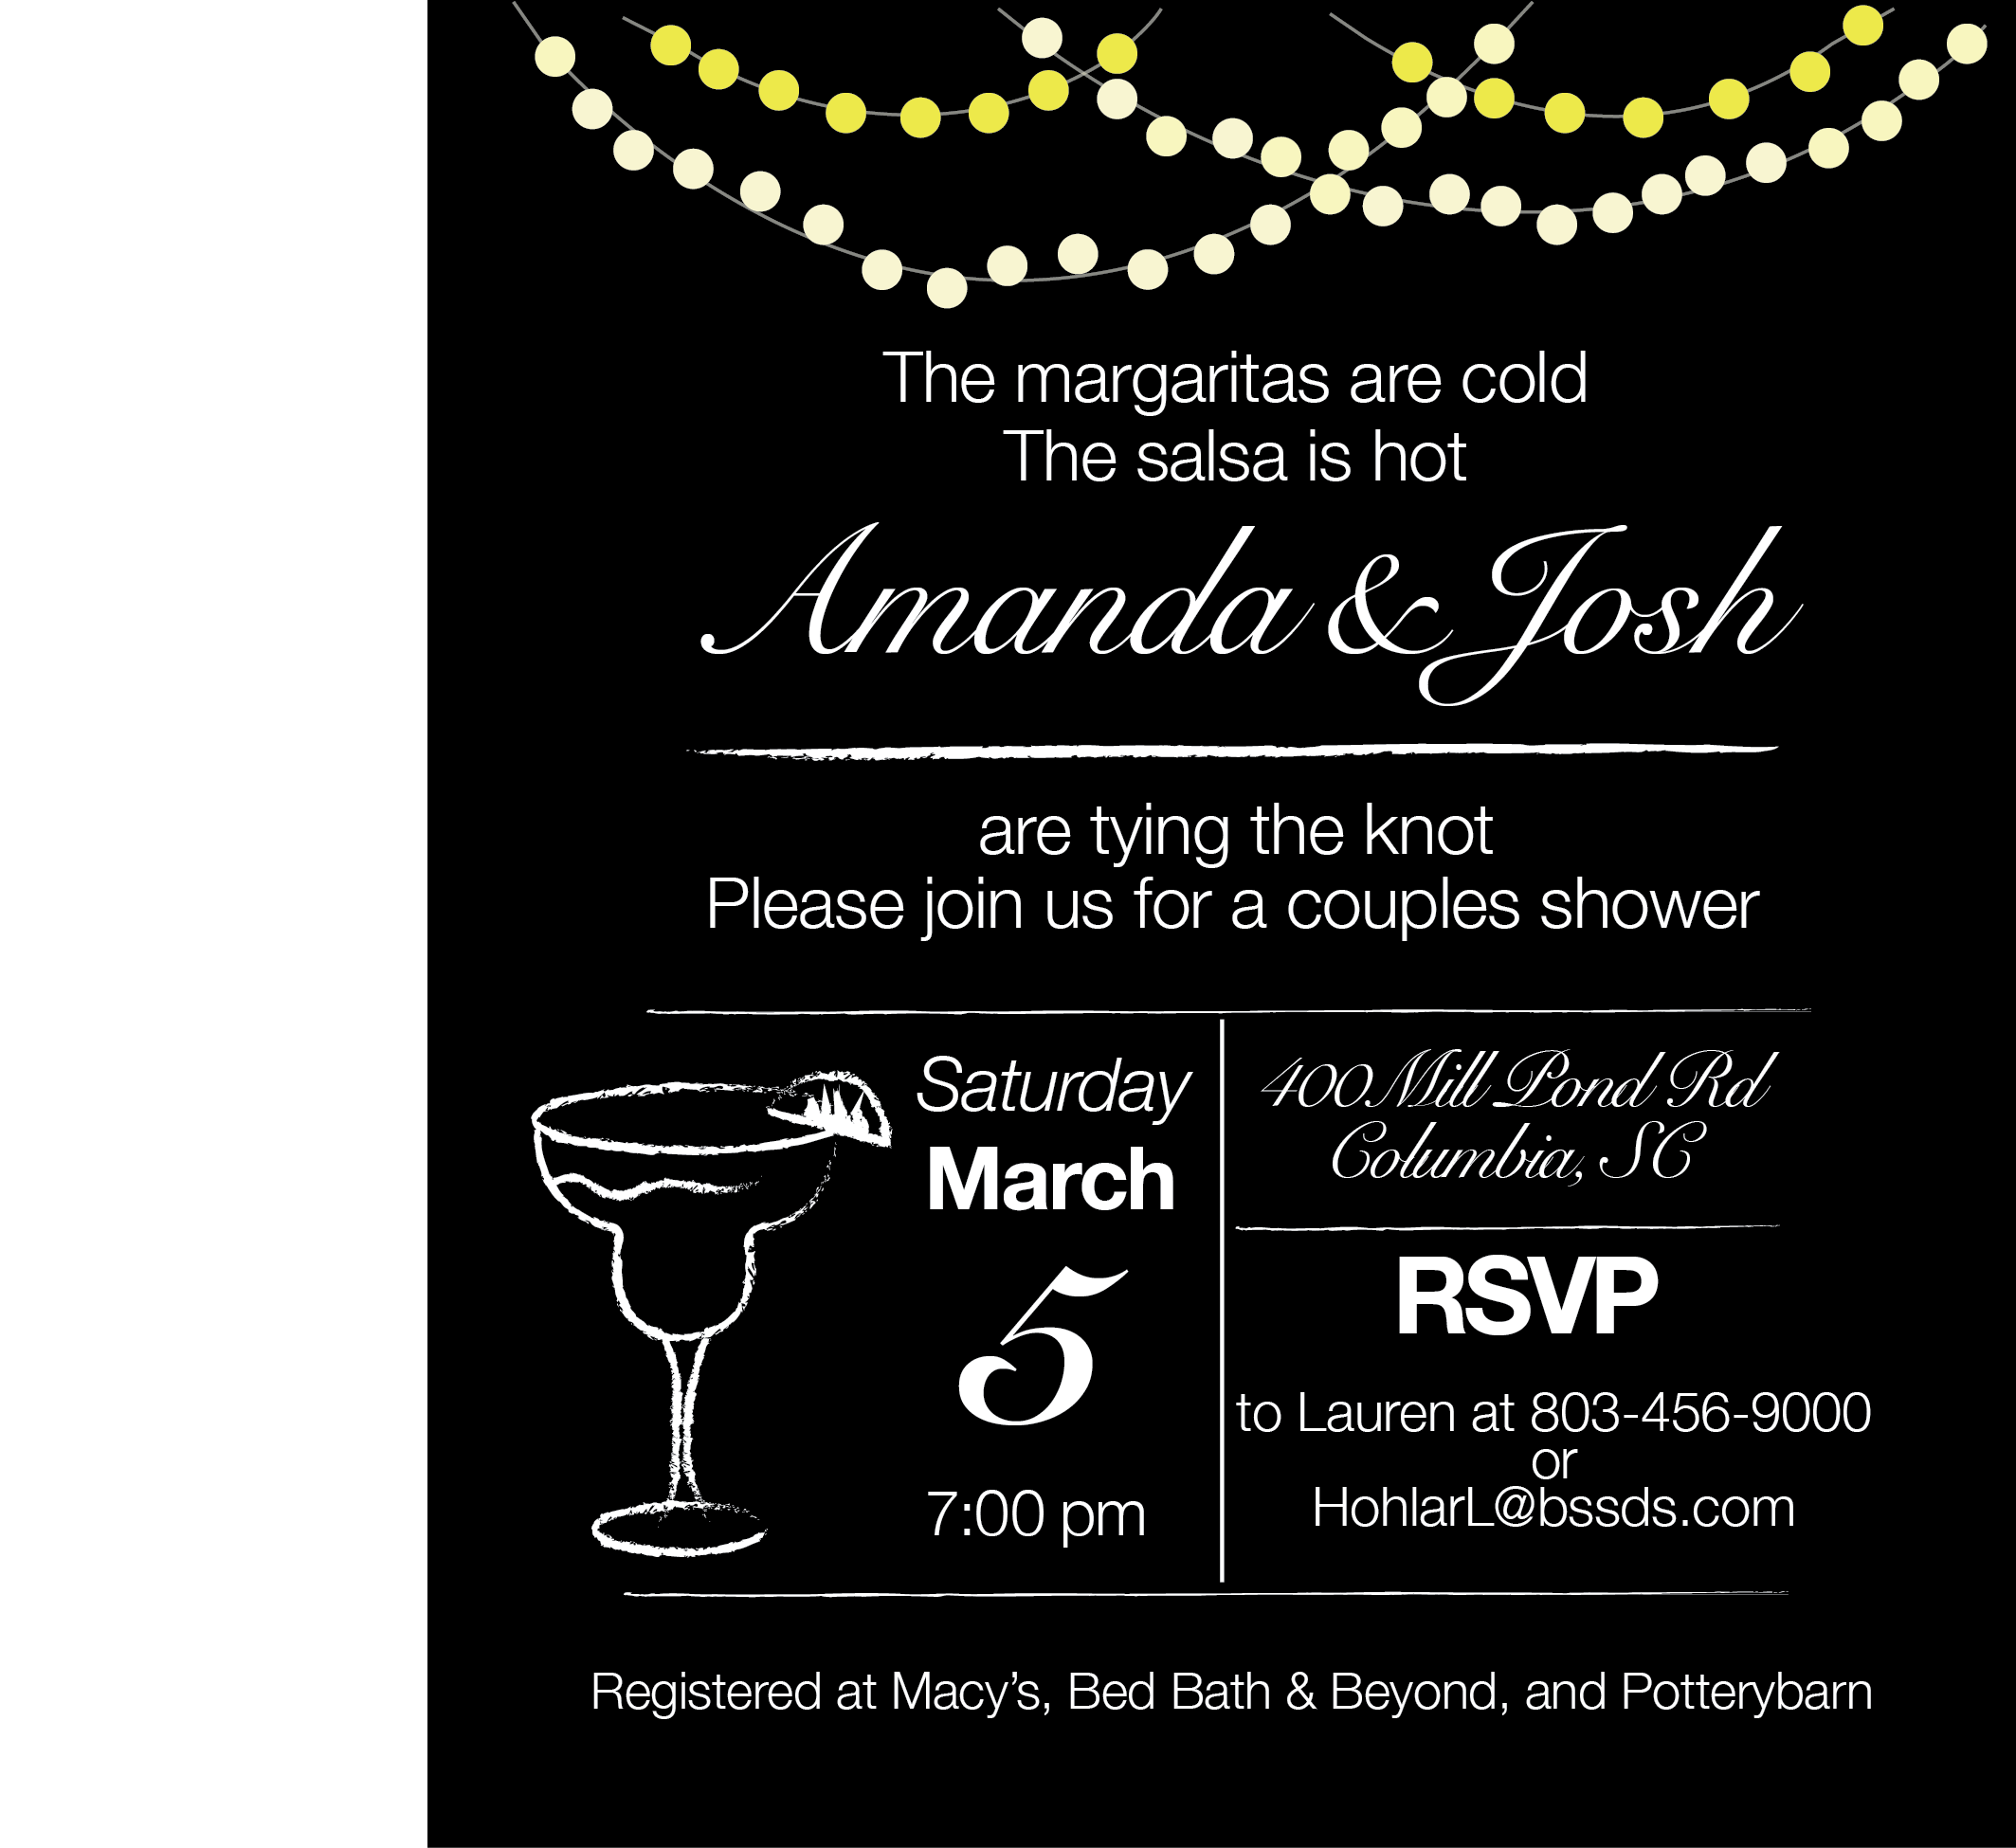 The margaritas are cold
The salsa is hot
Amanda & Josh
are tying the knot
Please join us for a couples shower
Saturday
March
5
7:00 pm
400 Mill Pond Rd
Columbia, SC
RSVP
to Lauren at 803-456-9000
or
HohlarL@bssds.com
Registered at Macy’s, Bed Bath & Beyond, and Potterybarn